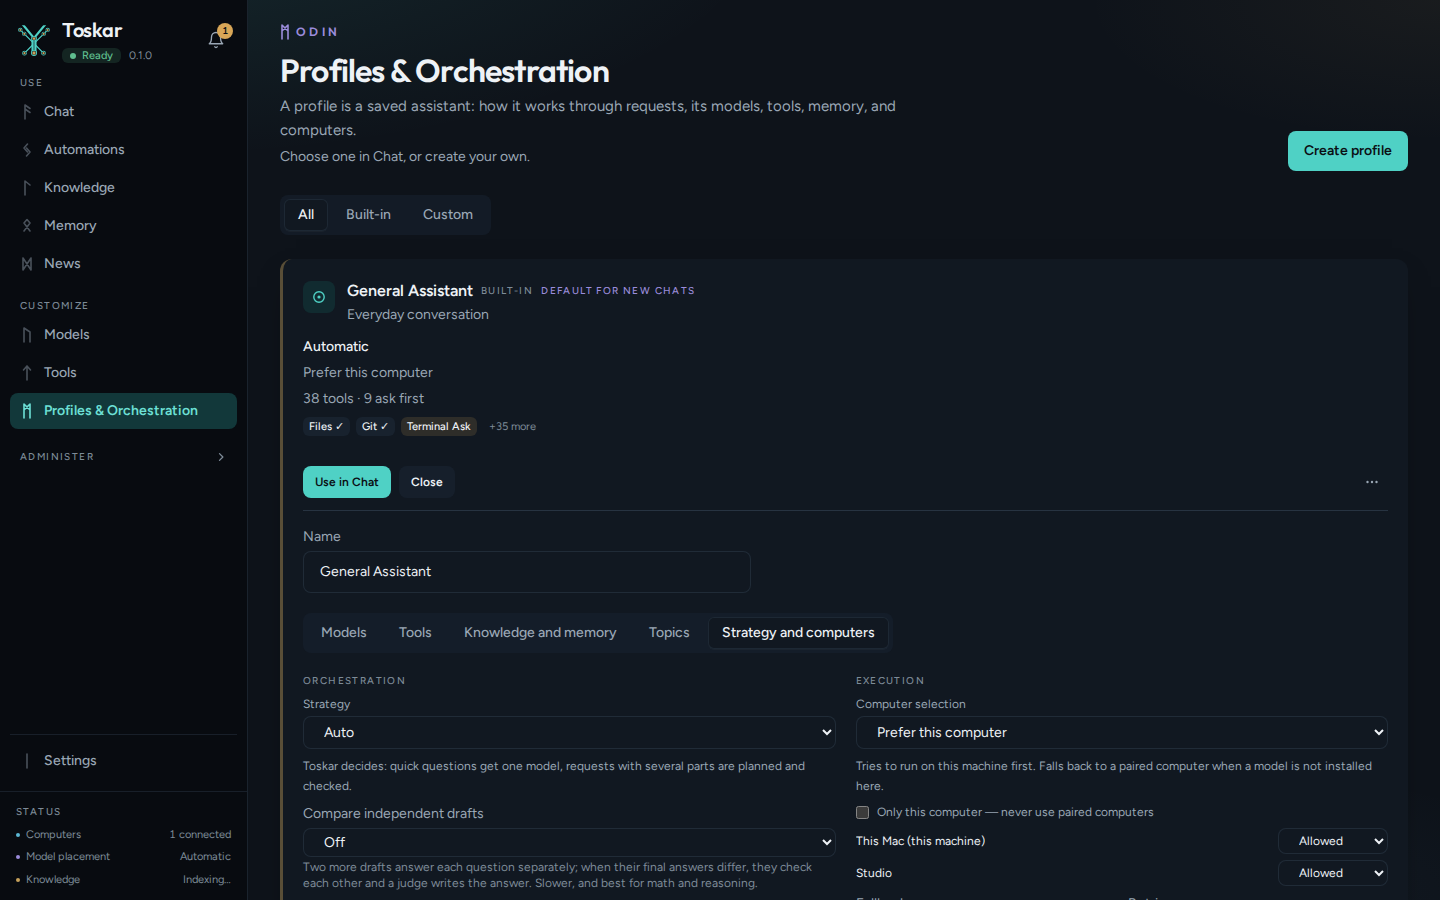 Toskar
Ready 0.1.0
1
USE
Chat
Automations
Knowledge
Memory
News
CUSTOMIZE
Models
Tools
Profiles & Orchestration
ADMINISTER
Settings
STATUS
Computers 1 connected
Model placement Automatic
Knowledge Indexing…
ODIN
Profiles & Orchestration
A profile is a saved assistant: how it works through requests, its models, tools, memory, and
computers.
Choose one in Chat, or create your own.
Create profile
All Built-in Custom
General Assistant BUILT-IN DEFAULT FOR NEW CHATS
Everyday conversation
Automatic
Prefer this computer
38 tools · 9 ask first
Files ✓ Git ✓ Terminal Ask +35 more
Use in Chat Close ⋯
Name
General Assistant
Models Tools Knowledge and memory Topics Strategy and computers
ORCHESTRATION
Strategy
Auto
Toskar decides: quick questions get one model, requests with several parts are planned and
checked.
Compare independent drafts
Off
Two more drafts answer each question separately; when their final answers differ, they check
each other and a judge writes the answer. Slower, and best for math and reasoning.
EXECUTION
Computer selection
Prefer this computer
Tries to run on this machine first. Falls back to a paired computer when a model is not installed
here.
Only this computer — never use paired computers
This Mac (this machine) Allowed
Studio Allowed